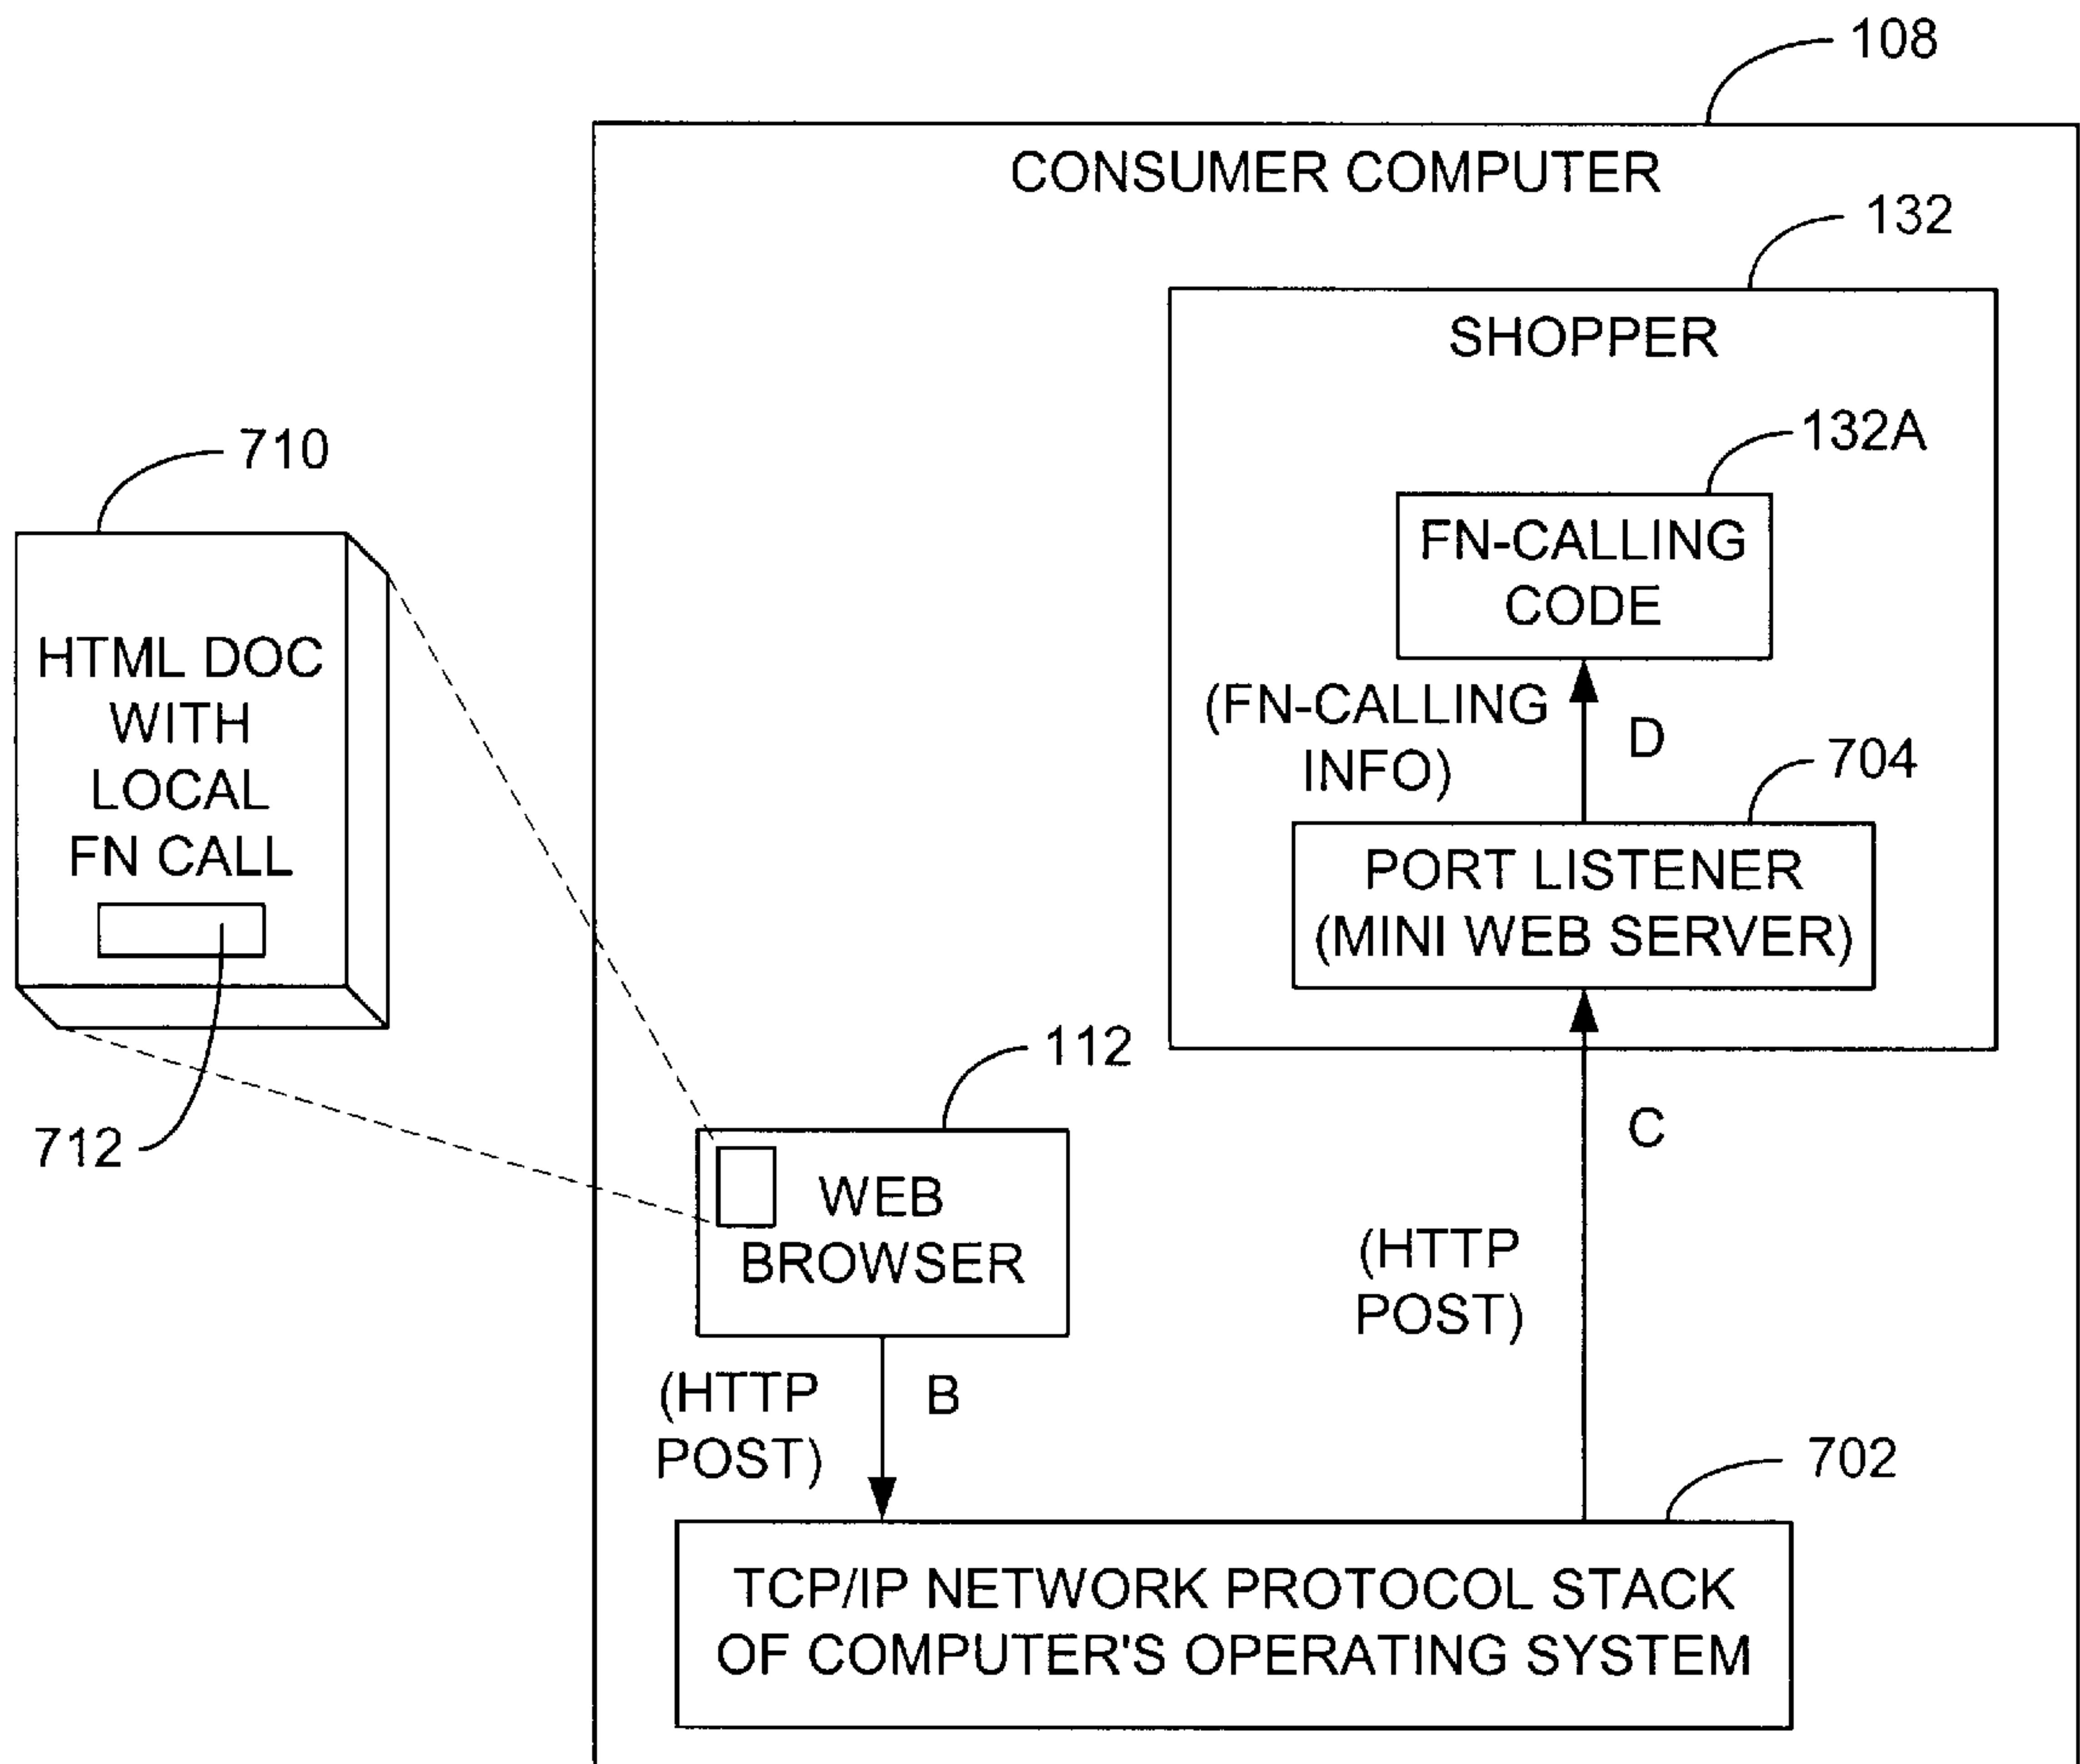 108
CONSUMER COMPUTER
132
SHOPPER
132A
FN-CALLING
CODE
(FN-CALLING
INFO)
D
704
PORT LISTENER
(MINI WEB SERVER)
710
HTML DOC
WITH
LOCAL
FN CALL
712
112
WEB
BROWSER
C
(HTTP
POST)
(HTTP
POST)
B
702
TCP/IP NETWORK PROTOCOL STACK
OF COMPUTER'S OPERATING SYSTEM